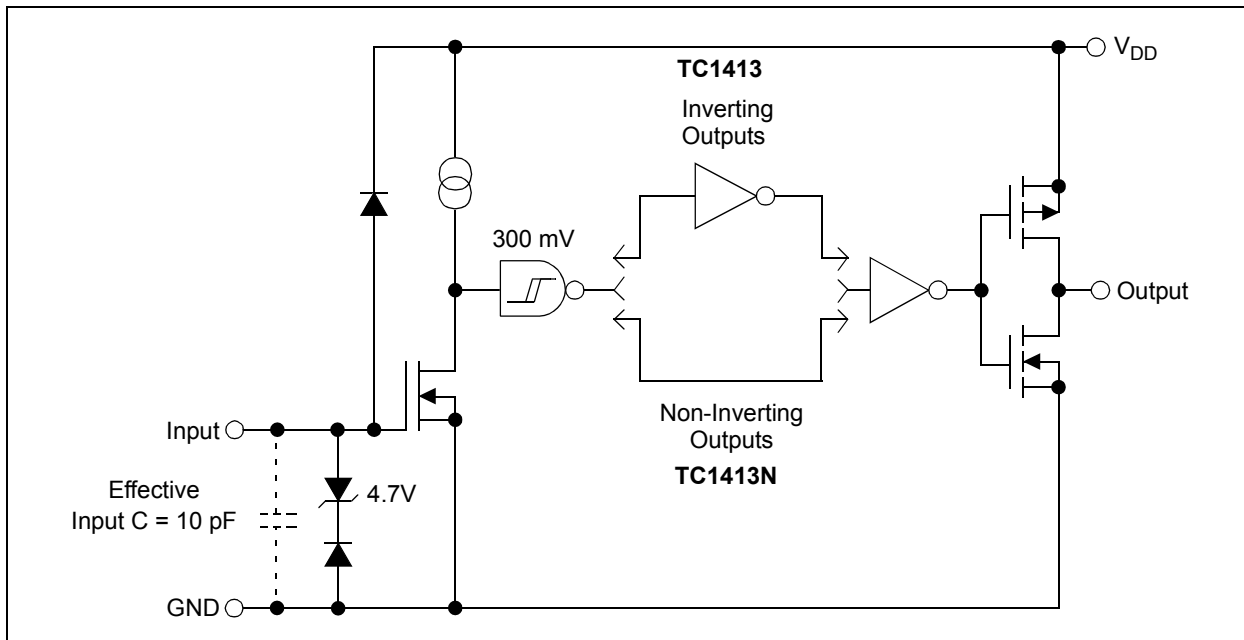 V_DD
TC1413
Inverting
Outputs
300 mV
Output
Input
Non-Inverting
Outputs
TC1413N
Effective
Input C = 10 pF
4.7V
GND